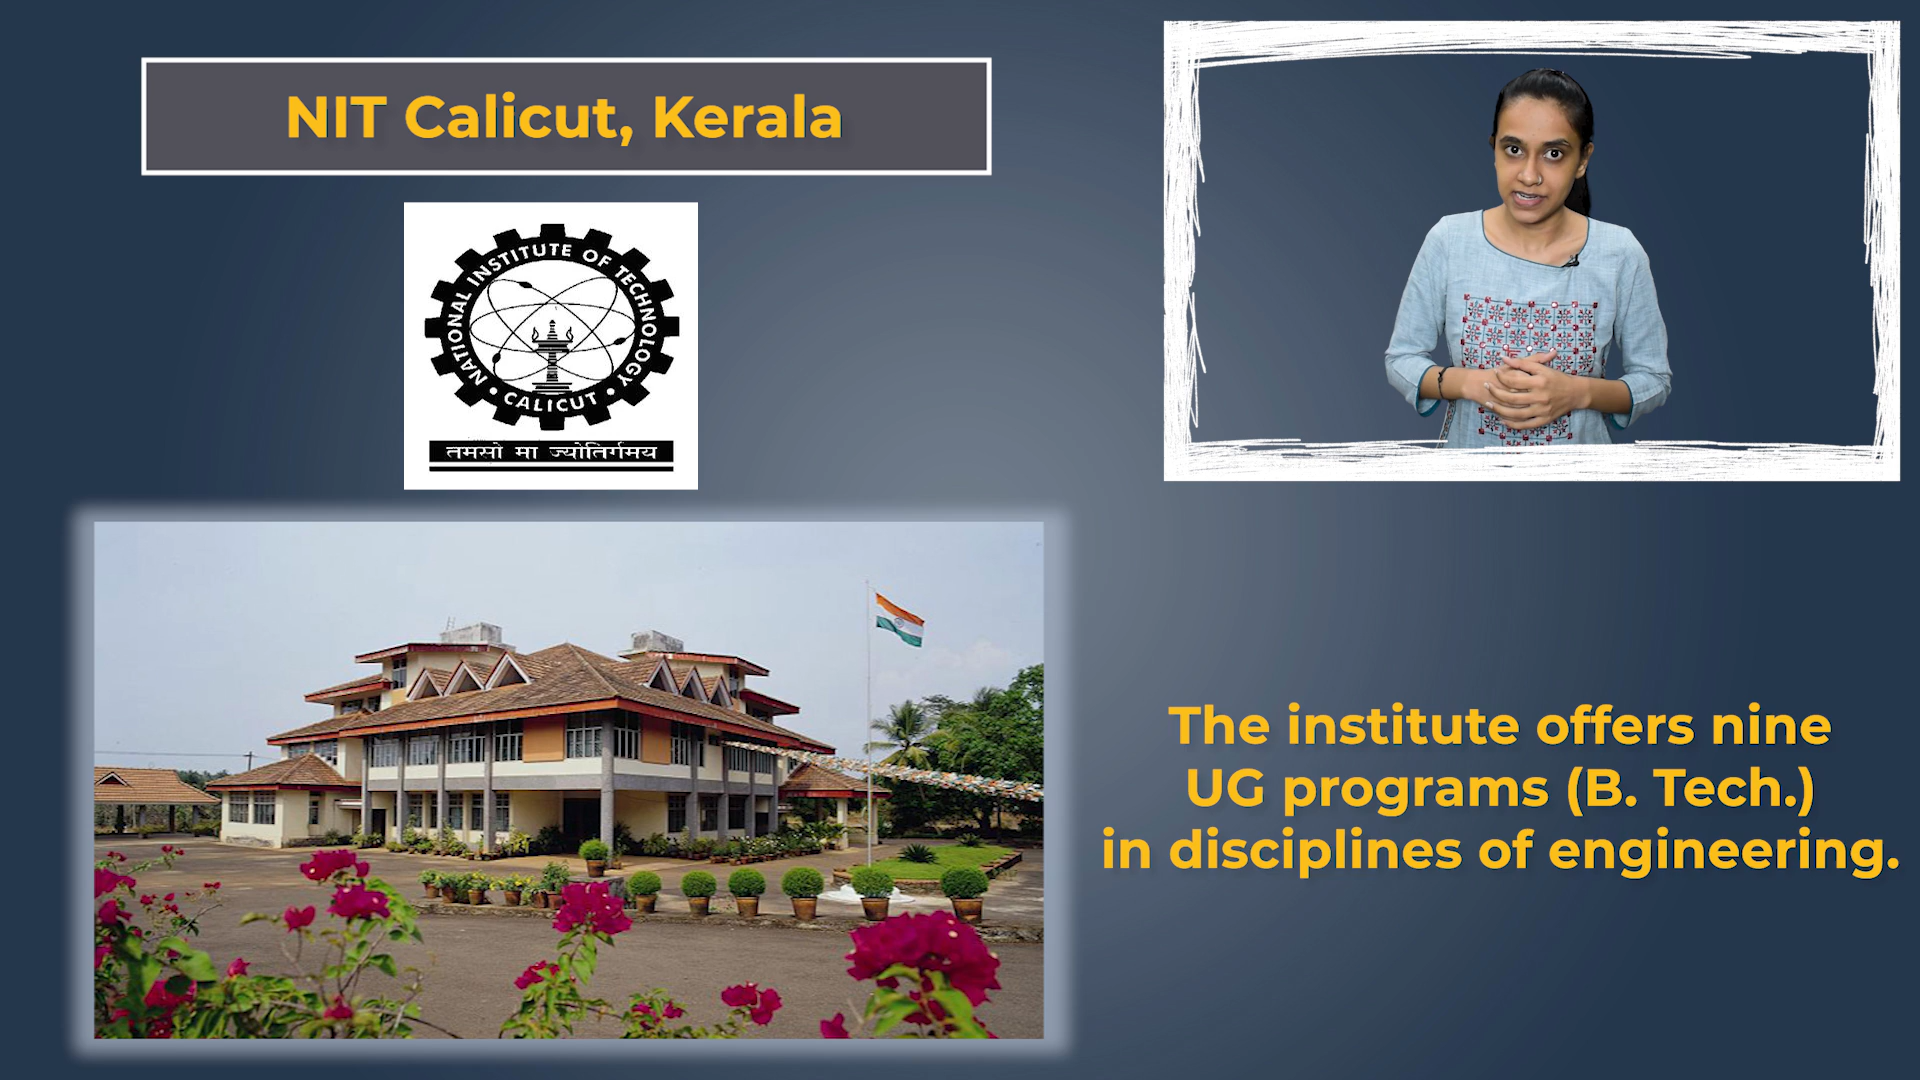 NIT Calicut, Kerala
NATIONAL INSTITUTE OF TECHNOLOGY
• CALICUT •
तमसो मा ज्योतिर्गमय
The institute offers nine
UG programs (B. Tech.)
in disciplines of engineering.